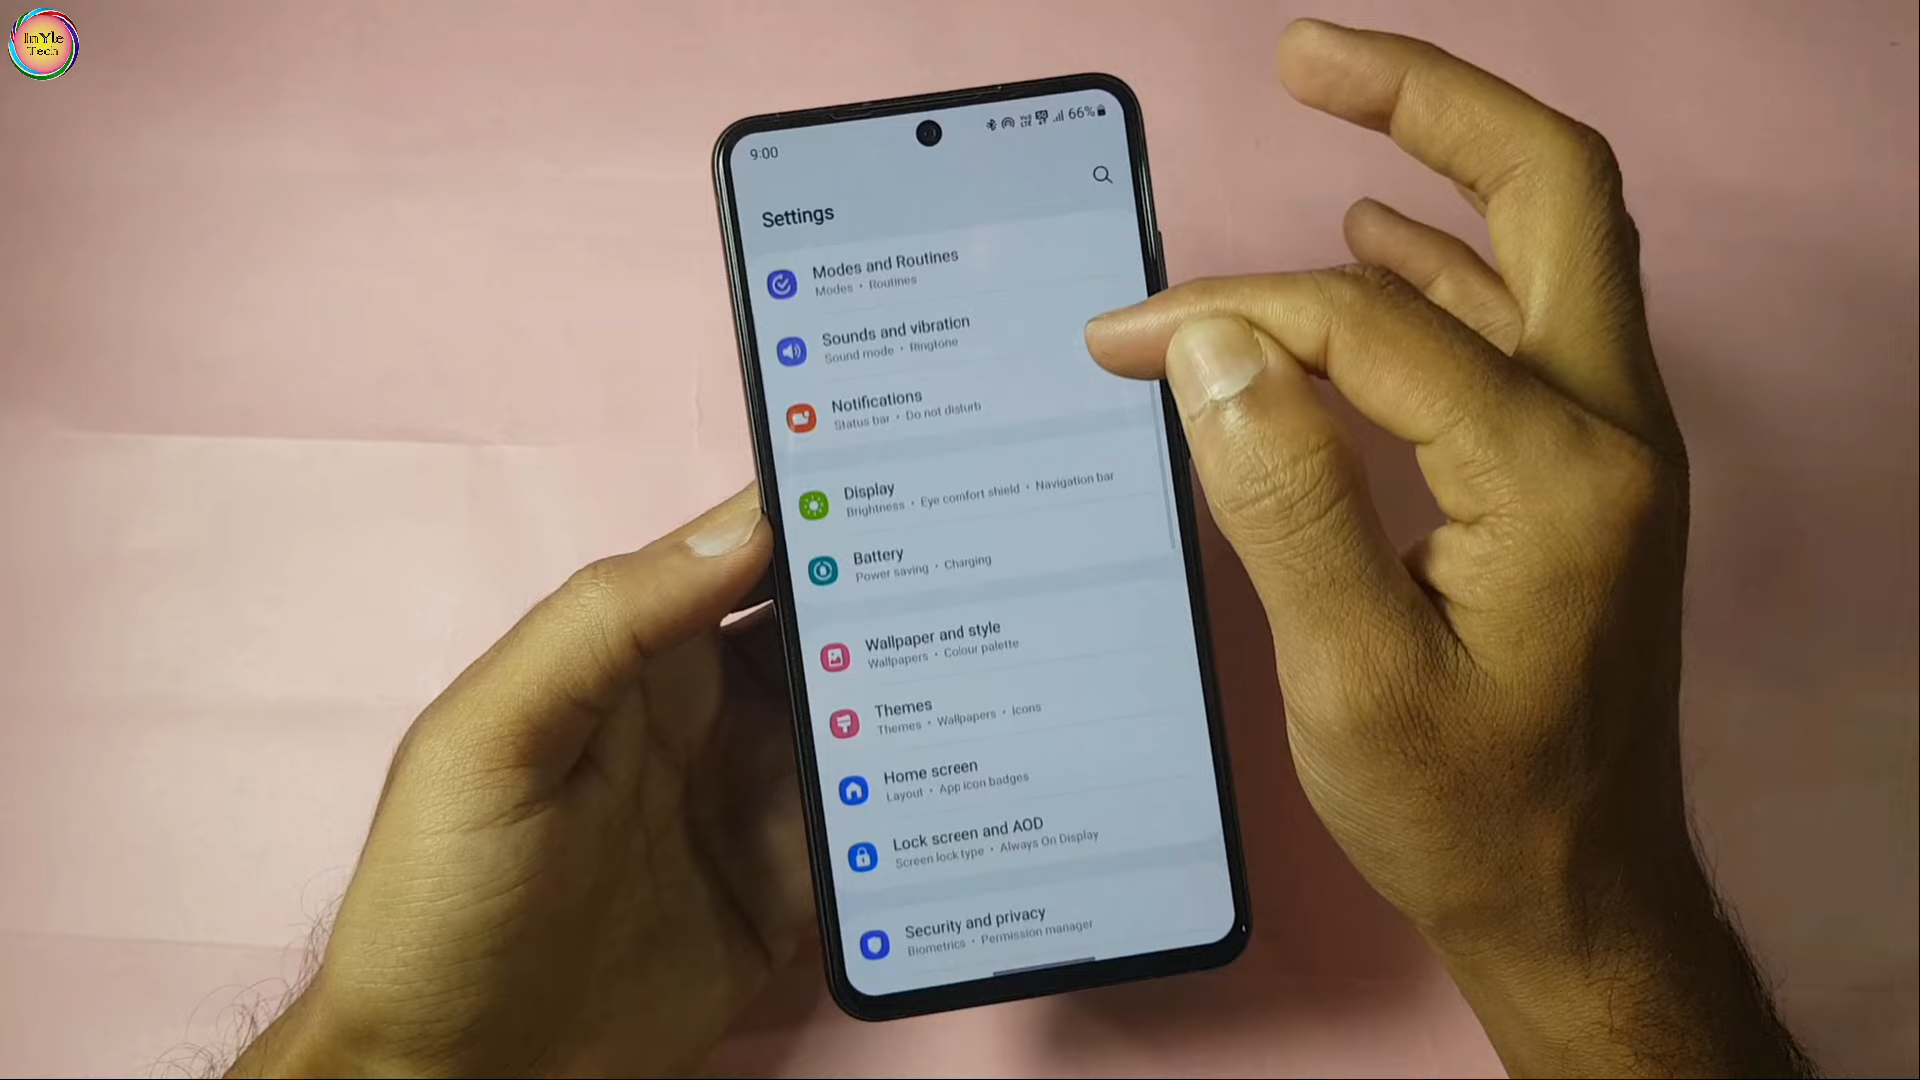 InYle
Tech
9:00
VoD
LTE
5G
66%
Settings
Modes and Routines
Modes • Routines
Sounds and vibration
Sound mode • Ringtone
Notifications
Status bar • Do not disturb
Display
Brightness • Eye comfort shield • Navigation bar
Battery
Power saving • Charging
Wallpaper and style
Wallpapers • Colour palette
Themes
Themes • Wallpapers • Icons
Home screen
Layout • App icon badges
Lock screen and AOD
Screen lock type • Always On Display
Security and privacy
Biometrics • Permission manager